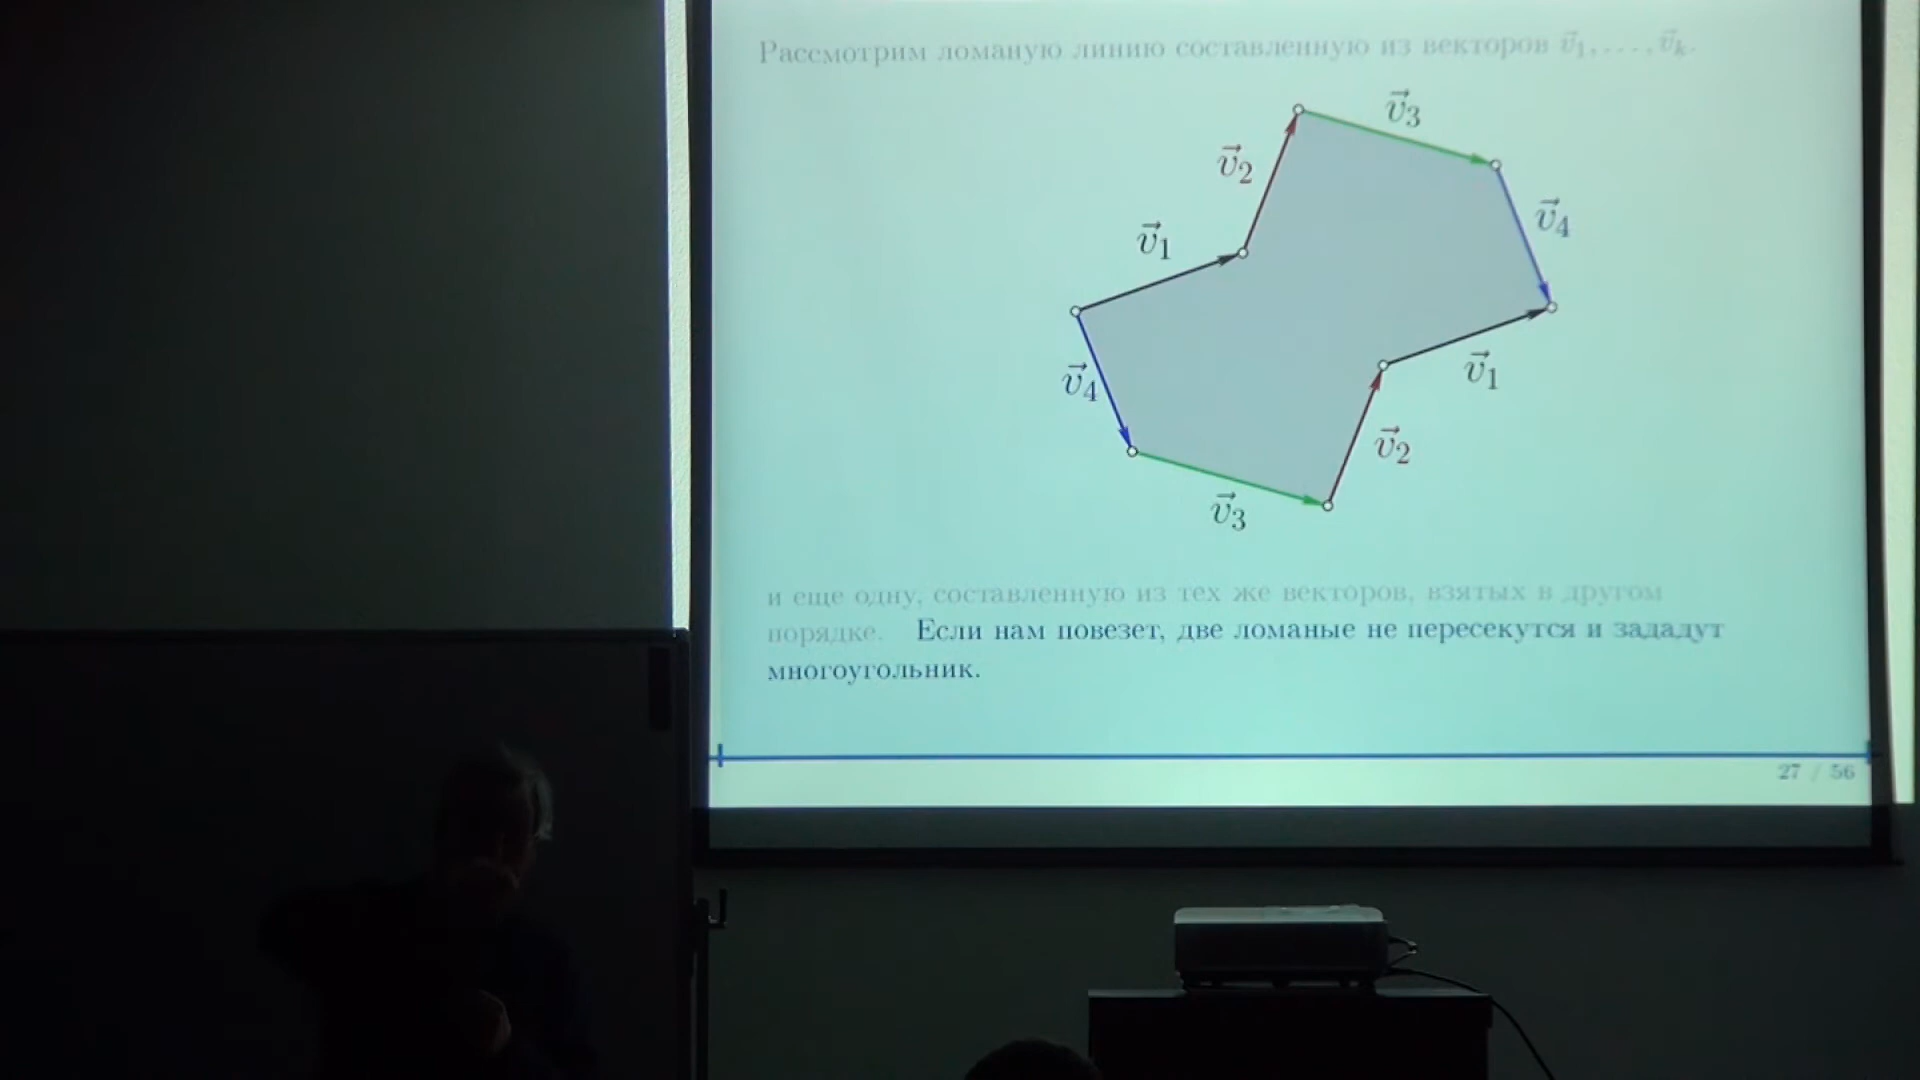 Рассмотрим ломаную линию составленную из векторов v⃗₁, . . . , v⃗ₖ.
v⃗₃
v⃗₂
v⃗₄
v⃗₁
v⃗₄
v⃗₁
v⃗₂
v⃗₃
и еще одну, составленную из тех же векторов, взятых в другом
порядке. Если нам повезет, две ломаные не пересекутся и зададут
многоугольник.
27 / 56